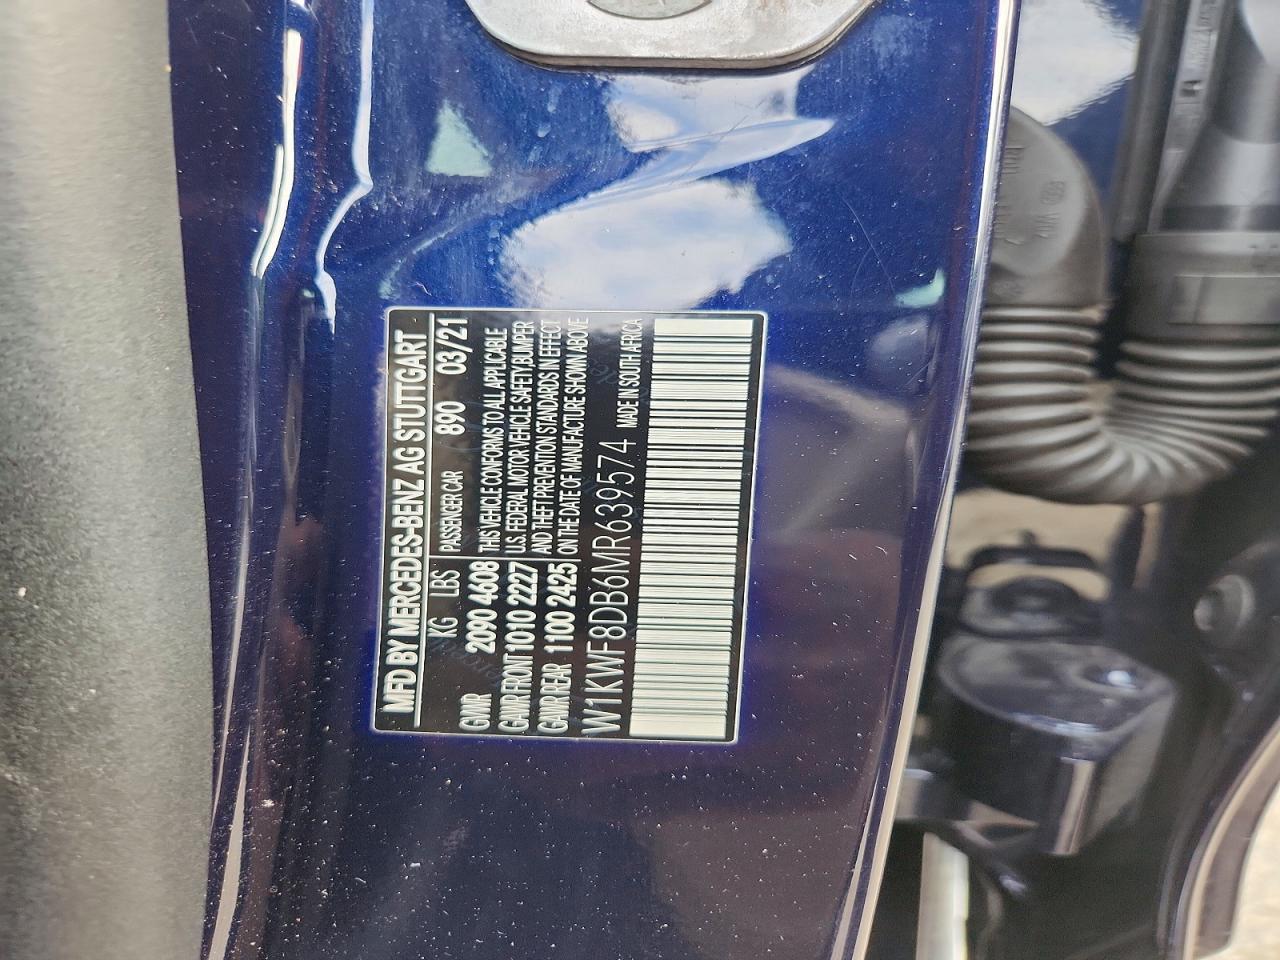 MFD BY MERCEDES-BENZ AG STUTTGART
KG LBS PASSENGER CAR 890 03/21
GVWR 2090 4608 THIS VEHICLE CONFORMS TO ALL APPLICABLE
GAWR FRONT 1010 2227 U.S. FEDERAL MOTOR VEHICLE SAFETY, BUMPER
GAWR REAR 1100 2425 AND THEFT PREVENTION STANDARDS IN EFFECT
ON THE DATE OF MANUFACTURE SHOWN ABOVE
W1KWF8DB6MR639574 MADE IN SOUTH AFRICA